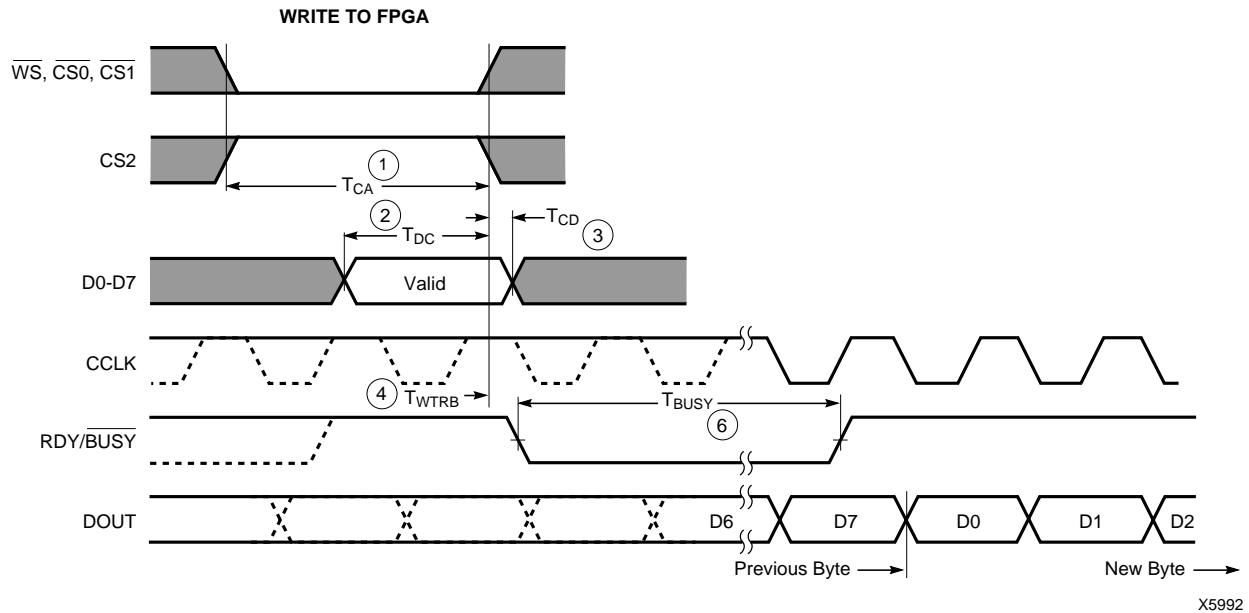 WRITE TO FPGA
WS, CS0, CS1
CS2
1
TCA
2
TCD
TDC
3
D0-D7
Valid
CCLK
4
TWTRB
TBUSY
6
RDY/BUSY
DOUT
D6
D7
D0
D1
D2
Previous Byte
New Byte
X5992